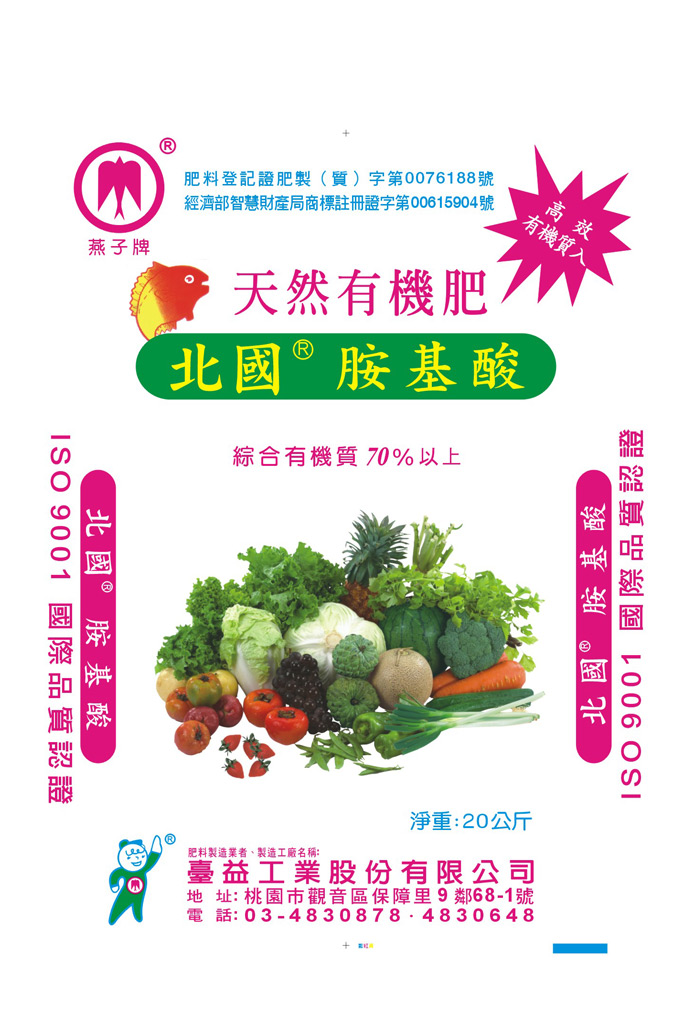 ®
肥料登記證肥製（質）字第0076188號
經濟部智慧財產局商標註冊證字第00615904號
燕子牌
高效
有機質入
天然有機肥
北國® 胺基酸
綜合有機質70%以上
ISO 9001 國際品質認證
北國® 胺基酸
北國® 胺基酸
ISO 9001 國際品質認證
淨重:20公斤
®
肥料製造業者、製造工廠名稱:
臺益工業股份有限公司
地 址:桃園市觀音區保障里9鄰68-1號
電 話:03-4830878·4830648